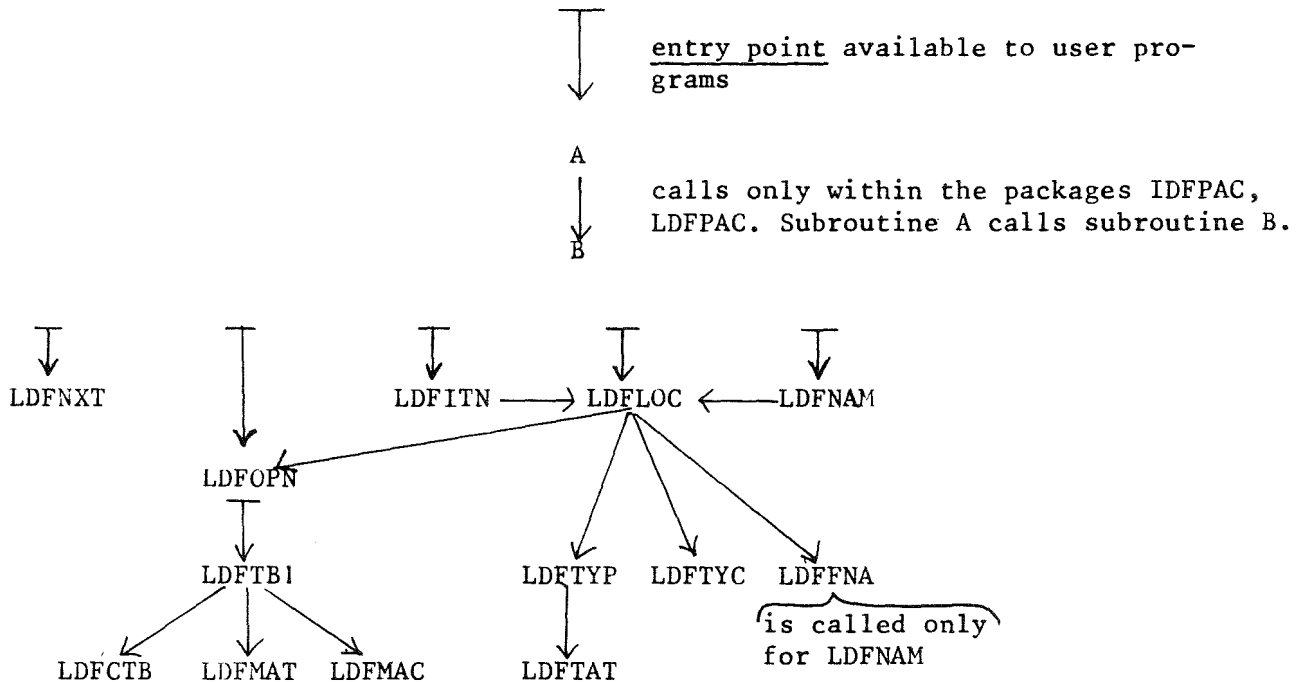 entry point available to user pro-
grams
A
calls only within the packages IDFPAC,
LDFPAC. Subroutine A calls subroutine B.
B
LDFNXT LDFITN LDFLOC LDFNAM
LDFOPN
LDFTB1 LDFTYP LDFTYC LDFFNA
is called only
for LDFNAM
LDFCTB LDFMAT LDFMAC LDFTAT